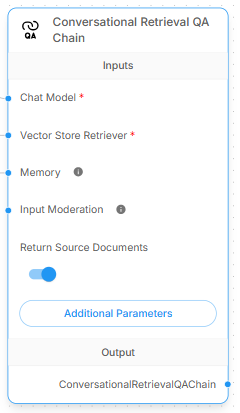 QA
Conversational Retrieval QA
Chain
Inputs
Chat Model *
Vector Store Retriever *
Memory
Input Moderation
Return Source Documents
Additional Parameters
Output
ConversationalRetrievalQAChain